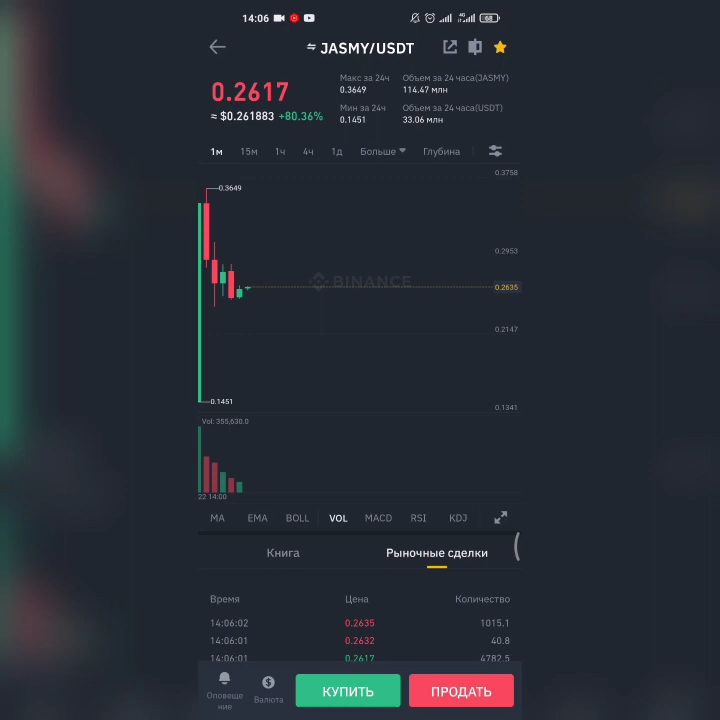 14:06 4G 68
JASMY/USDT
0.2617
≈ $0.261883 +80.36%
Макс за 24ч
0.3649
Объем за 24 часа(JASMY)
114.47 млн
Мин за 24ч
0.1451
Объем за 24 часа(USDT)
33.06 млн
1м 15м 1ч 4ч 1д Больше Глубина
0.3758
0.3649
0.2953
BINANCE
0.2635
0.2147
0.1451
0.1341
Vol: 355,630.0
22 14:00
MA EMA BOLL VOL MACD RSI KDJ
Книга Рыночные сделки
Время Цена Количество
14:06:02 0.2635 1015.1
14:06:01 0.2632 40.8
14:06:01 0.2617 4782.5
Оповеще
ние
Валюта
КУПИТЬ
ПРОДАТЬ